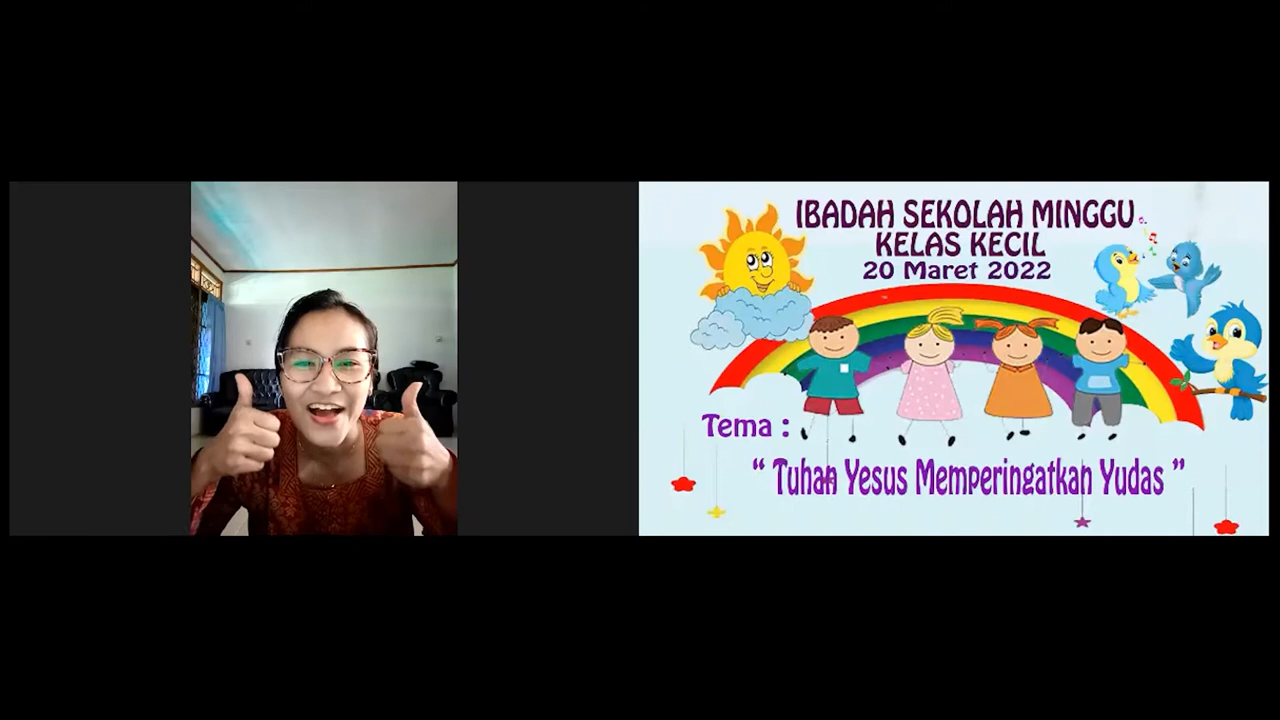 IBADAH SEKOLAH MINGGU
KELAS KECIL
20 Maret 2022
Tema :
“ Tuhan Yesus Memperingatkan Yudas ”